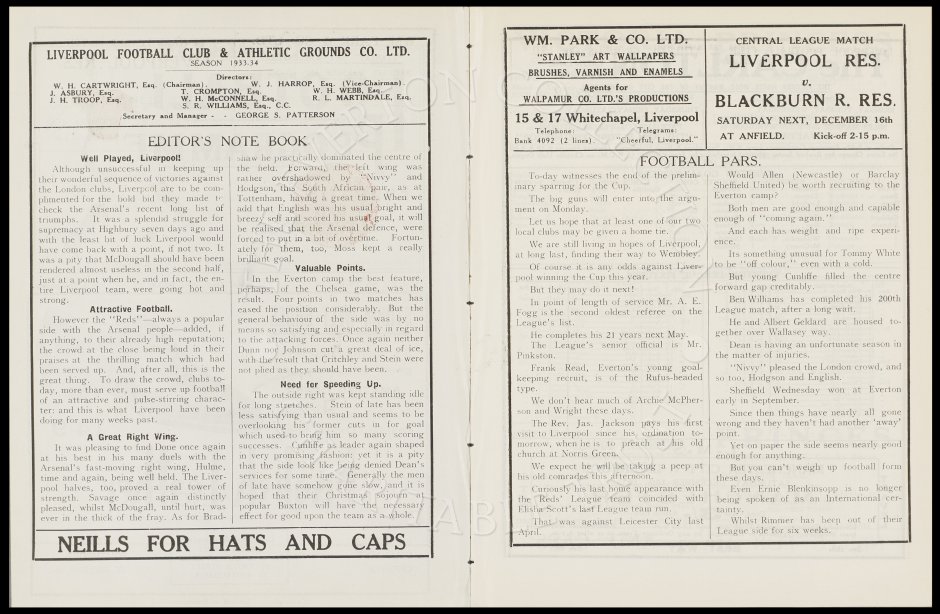 LIVERPOOL FOOTBALL CLUB & ATHLETIC GROUNDS CO. LTD.
SEASON 1933-34
Directors:
W. H. CARTWRIGHT, Esq. (Chairman). W. J. HARROP, Esq. (Vice-Chairman).
J. ASBURY, Esq. T. CROMPTON, Esq. W. H. WEBB, Esq.
J. H. TROOP, Esq. W. H. McCONNELL, Esq. R. L. MARTINDALE, Esq.
S. R. WILLIAMS, Esq., C.C.
Secretary and Manager - - GEORGE S. PATTERSON
EDITOR'S NOTE BOOK
Well Played, Liverpool!
Although unsuccessful in keeping up
their wonderful sequence of victories against
the London clubs, Liverpool are to be com-
plimented for the bold bid they made to
check the Arsenal's recent long list of
triumphs. It was a splendid struggle for
supremacy at Highbury seven days ago and
with the least bit of luck Liverpool would
have come back with a point, if not two. It
was a pity that McDougall should have been
rendered almost useless in the second half,
just at a point when he, and in fact, the en-
tire Liverpool team, were going hot and
strong.
Attractive Football.
However the "Reds"—always a popular
side with the Arsenal people—added, if
anything, to their already high reputation;
the crowd at the close being loud in their
praises at the thrilling match which had
been served up. And, after all, this is the
great thing. To draw the crowd, clubs to-
day, more than ever, must serve up football
of an attractive and pulse-stirring charac-
ter: and this is what Liverpool have been
doing for many weeks past.
A Great Right Wing.
It was pleasing to find Done once again
at his best in his many duels with the
Arsenal's fast-moving right wing, Hulme,
time and again, being well held. The Liver-
pool halves, too, proved a real tower of
strength. Savage once again distinctly
pleased, whilst McDougall, until hurt, was
ever in the thick of the fray. As for Brad-
shaw he practically dominated the centre of
the field. Forward, the left wing was
rather overshadowed by "Nivvy" and
Hodgson, this South African pair, as at
Tottenham, having a great time. When we
add that English was his usual bright and
breezy self and scored his usual goal, it will
be realised that the Arsenal defence, were
forced to put in a bit of overtime. Fortun-
ately for them, too, Moss kept a really
brilliant goal.
Valuable Points.
In the Everton camp the best feature,
perhaps, of the Chelsea game, was the
result. Four points in two matches has
eased the position considerably. But the
general behaviour of the side was by no
means so satisfying and especially in regard
to the attacking forces. Once again neither
Dunn nor Johnson cut a great deal of ice,
with the result that Critchley and Stein were
not plied as they should have been.
Need for Speeding Up.
The outside right was kept standing idle
for long stretches. Stein of late has been
less satisfying than usual and seems to be
overlooking his former cuts in for goal
which used to bring him so many scoring
successes. Cunliffe as leader again shaped
in very promising fashion: yet it is a pity
that the side look like being denied Dean's
services for some time. Generally the men
of late have somehow gone slow, and it is
hoped that their Christmas sojourn at
popular Buxton will have the necessary
effect for good upon the team as a whole.
NEILLS FOR HATS AND CAPS
WM. PARK & CO. LTD.
"STANLEY" ART WALLPAPERS
BRUSHES, VARNISH AND ENAMELS
Agents for
WALPAMUR CO. LTD.'S PRODUCTIONS
15 & 17 Whitechapel, Liverpool
Telephone: Telegrams:
Bank 4092 (2 lines). "Cheerful, Liverpool."
CENTRAL LEAGUE MATCH
LIVERPOOL RES.
v.
BLACKBURN R. RES.
SATURDAY NEXT, DECEMBER 16th
AT ANFIELD. Kick-off 2-15 p.m.
FOOTBALL PARS.
To-day witnesses the end of the prelim-
inary sparring for the Cup.
The big guns will enter into the argu-
ment on Monday.
Let us hope that at least one of our two
local clubs may be given a home tie.
We are still living in hopes of Liverpool,
at long last, finding their way to Wembley.
Of course it is any odds against Liver-
pool winning the Cup this year.
But they may do it next!
In point of length of service Mr. A. E.
Fogg is the second oldest referee on the
League's list.
He completes his 21 years next May.
The League's senior official is Mr.
Pinkston.
Frank Read, Everton's young goal-
keeping recruit, is of the Rufus-headed
type.
We don't hear much of Archie McPher-
son and Wright these days.
The Rev. Jas. Jackson pays his first
visit to Liverpool since his ordination to-
morrow, when he is to preach at his old
church at Norris Green.
We expect he will be taking a peep at
his old comrades this afternoon.
Curiously his last home appearance with
the "Reds" League team coincided with
Elisha Scott's last League team run.
That was against Leicester City last
April.
Would Allen (Newcastle) or Barclay
Sheffield United) be worth recruiting to the
Everton camp?
Both men are good enough and capable
enough of "coming again."
And each has weight and ripe experi-
ence.
Its something unusual for Tommy White
to be "off colour," even with a cold.
But young Cunliffe filled the centre
forward gap creditably.
Ben Williams has completed his 200th
League match, after a long wait.
He and Albert Geldard are housed to-
gether over Wallasey way.
Dean is having an unfortunate season in
the matter of injuries.
"Nivvy" pleased the London crowd, and
so too, Hodgson and English.
Sheffield Wednesday won at Everton
early in September.
Since then things have nearly all gone
wrong and they haven't had another 'away'
point.
Yet on paper the side seems nearly good
enough for anything.
But you can't weigh up football form
these days.
Even Ernie Blenkinsopp is no longer
being spoken of as an International cer-
tainty.
Whilst Rimmer has been out of their
League side for six weeks.